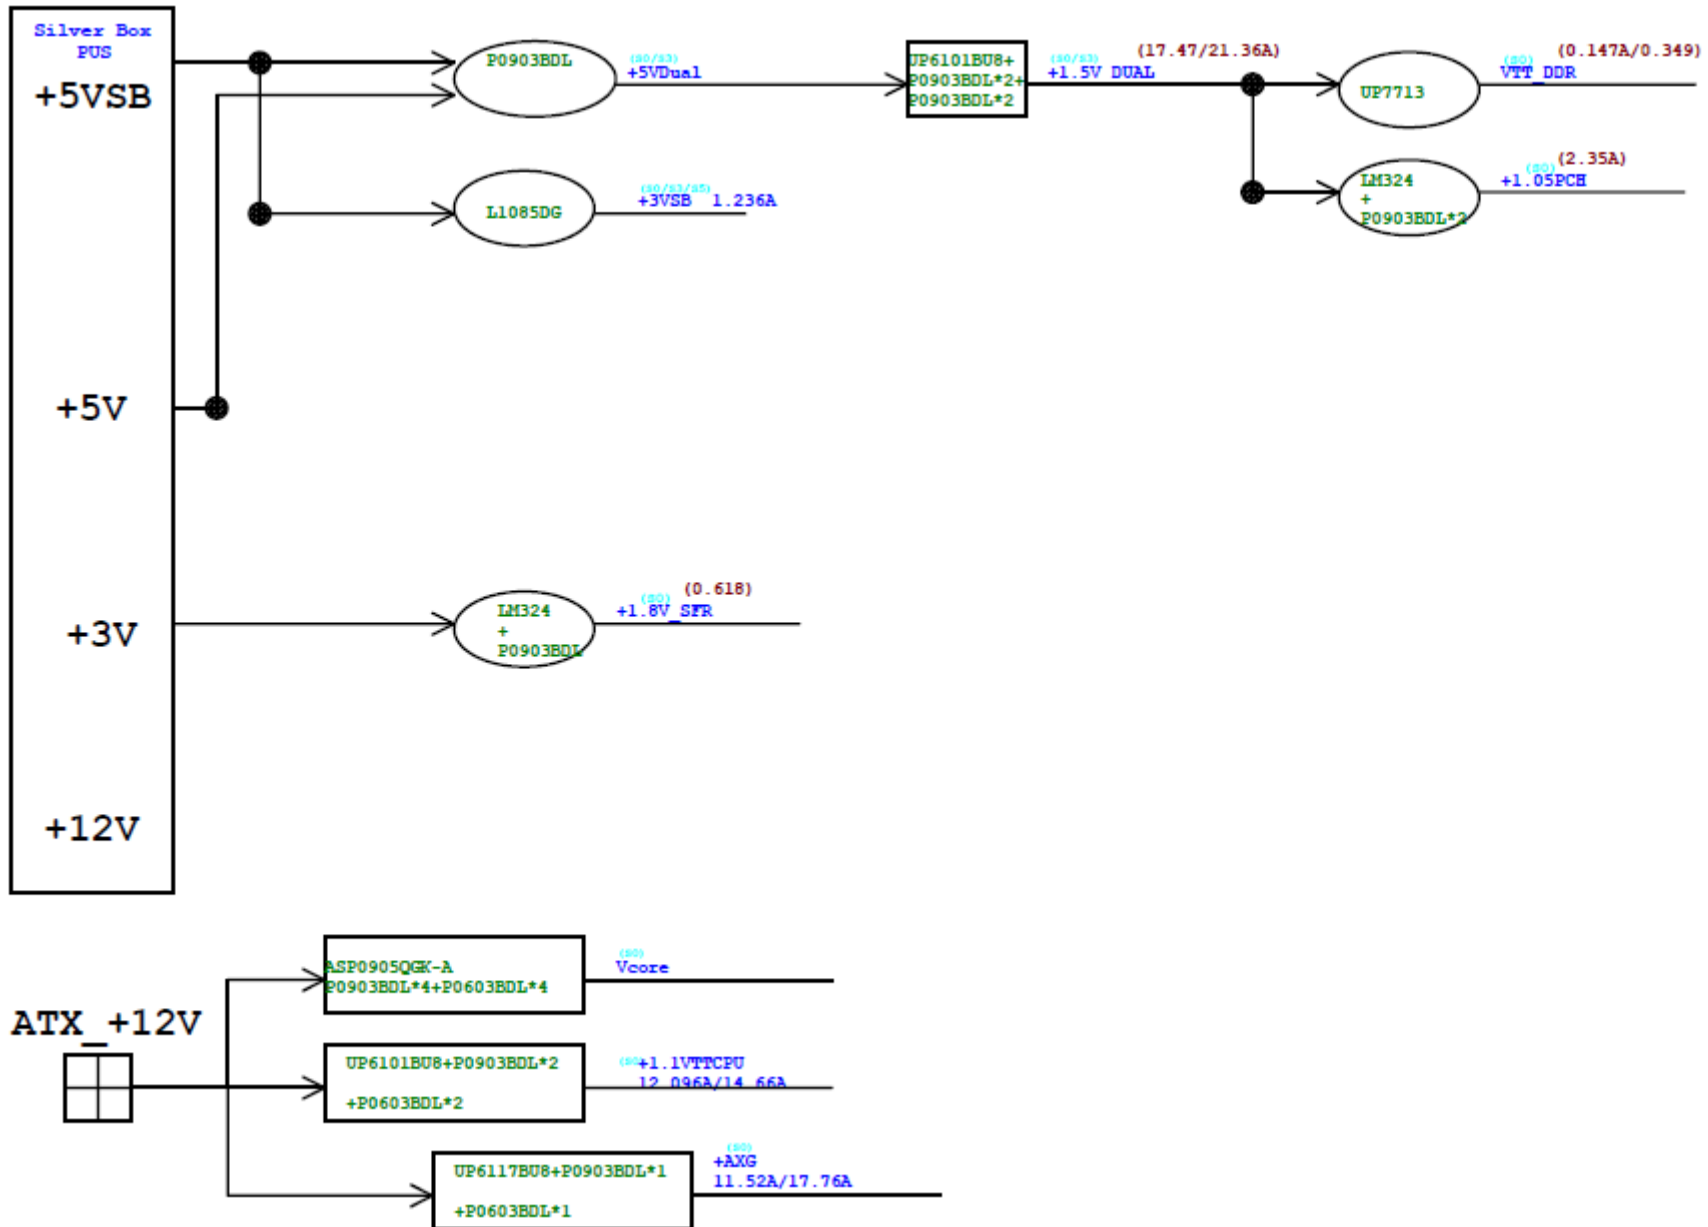 Silver Box
PUS
+5VSB
+5V
+3V
+12V
P0903BDL
(S0/S3)
+5VDual
UP6101BU8+
P0903BDL*2+
P0903BDL*2
(S0/S3)
+1.5V DUAL
(17.47/21.36A)
UP7713
(S0)
VTT_DDR
(0.147A/0.349)
L1085DG
(S0/S3/S5)
+3VSB 1.236A
LM324
+
P0903BDL*2
(S0)
(2.35A)
+1.05PCH
LM324
+
P0903BDL
(S0)
(0.618)
+1.8V_SFR
ATX_+12V
ASP0905QGK-A
P0903BDL*4+P0603BDL*4
(S0)
Vcore
UP6101BU8+P0903BDL*2
+P0603BDL*2
(S0)
+1.1VTTCPU
12.096A/14.66A
UP6117BU8+P0903BDL*1
+P0603BDL*1
(S0)
+AXG
11.52A/17.76A